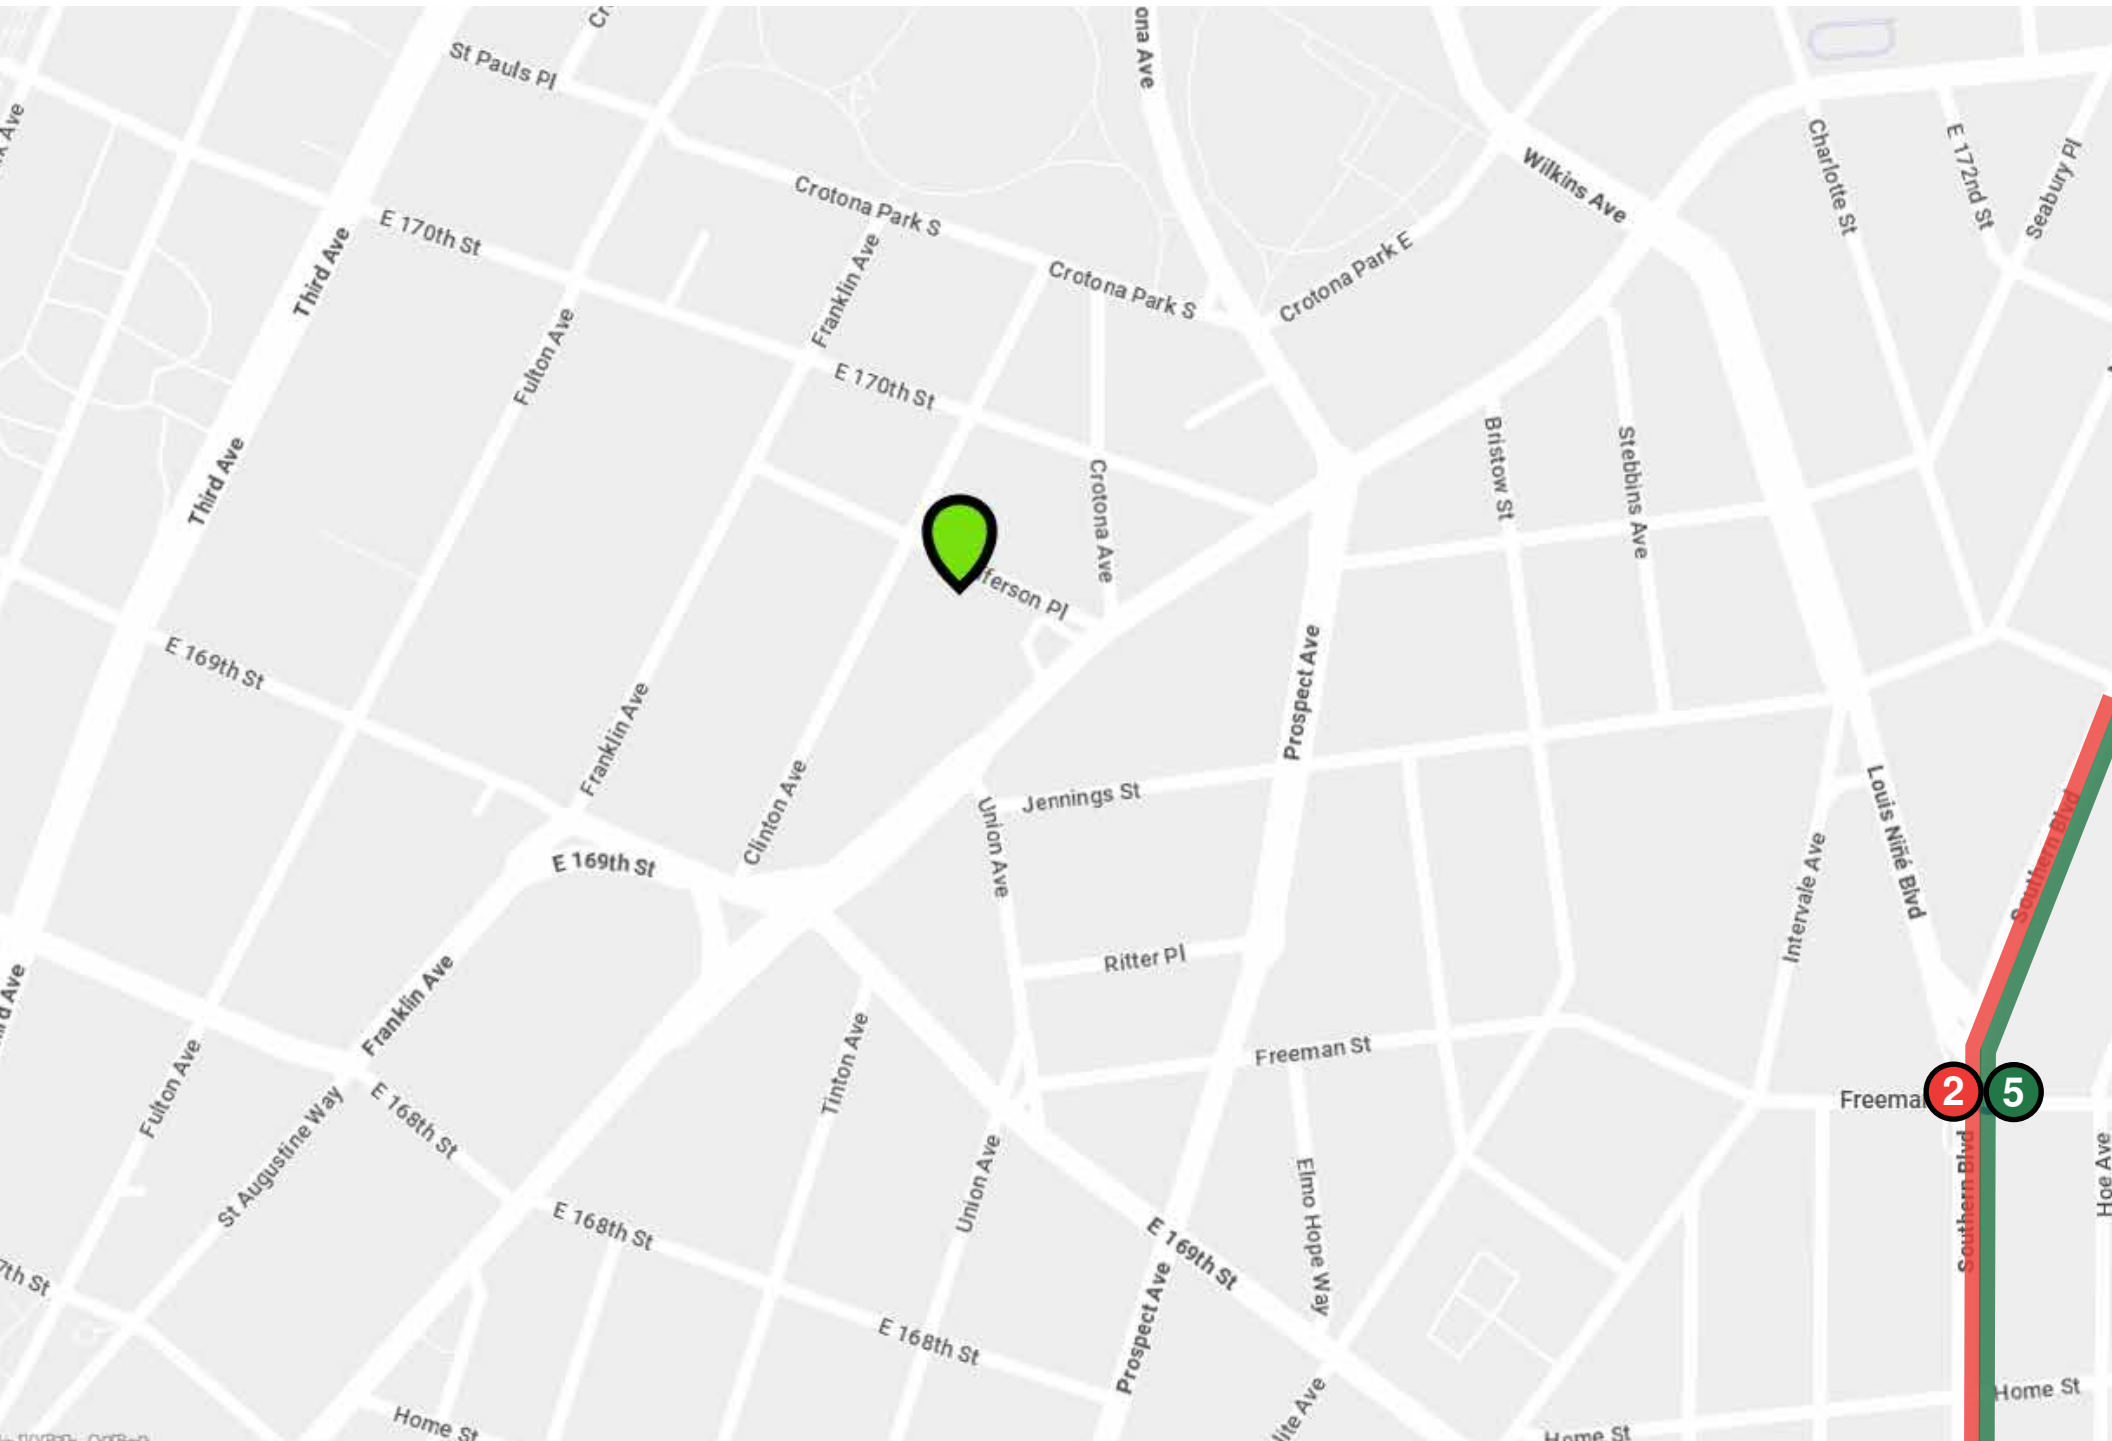 St Pauls Pl
Crotona Park S
Crotona Park S
Crotona Park E
Wilkins Ave
Charlotte St
E 172nd St
Seabury Pl
E 170th St
Third Ave
Franklin Ave
Fulton Ave
E 170th St
Third Ave
Crotona Ave
Bristow St
Stebbins Ave
E 169th St
Franklin Ave
Prospect Ave
Clinton Ave
Union Ave
Jennings St
Louis Niñé Blvd
Southern Blvd
Intervale Ave
E 169th St
Ritter Pl
Franklin Ave
Freeman St
Tinton Ave
Fulton Ave
E 168th St
St Augustine Way
2
5
Southern Blvd
Hoe Ave
Union Ave
E 168th St
E 169th St
Elmo Hope Way
Prospect Ave
E 168th St
Home St
Home St
Home St